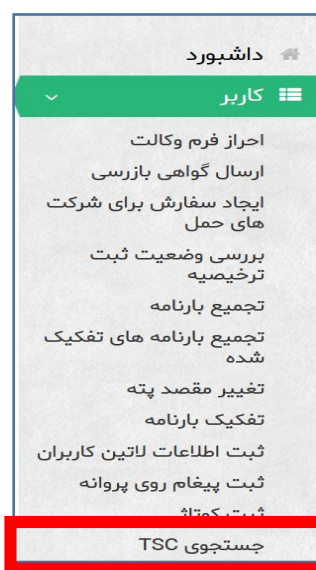 داشبورد
کاربر
احراز فرم وکالت
ارسال گواهی بازرسی
ایجاد سفارش برای شرکت
های حمل
بررسی وضعیت ثبت
ترخیصیه
تجمیع بارنامه
تجمیع بارنامه های تفکیک
شده
تغییر مقصد پته
تفکیک بارنامه
ثبت اطلاعات لاتین کاربران
ثبت پیغام روی پروانه
ثبت کوتاژ
جستجوی TSC